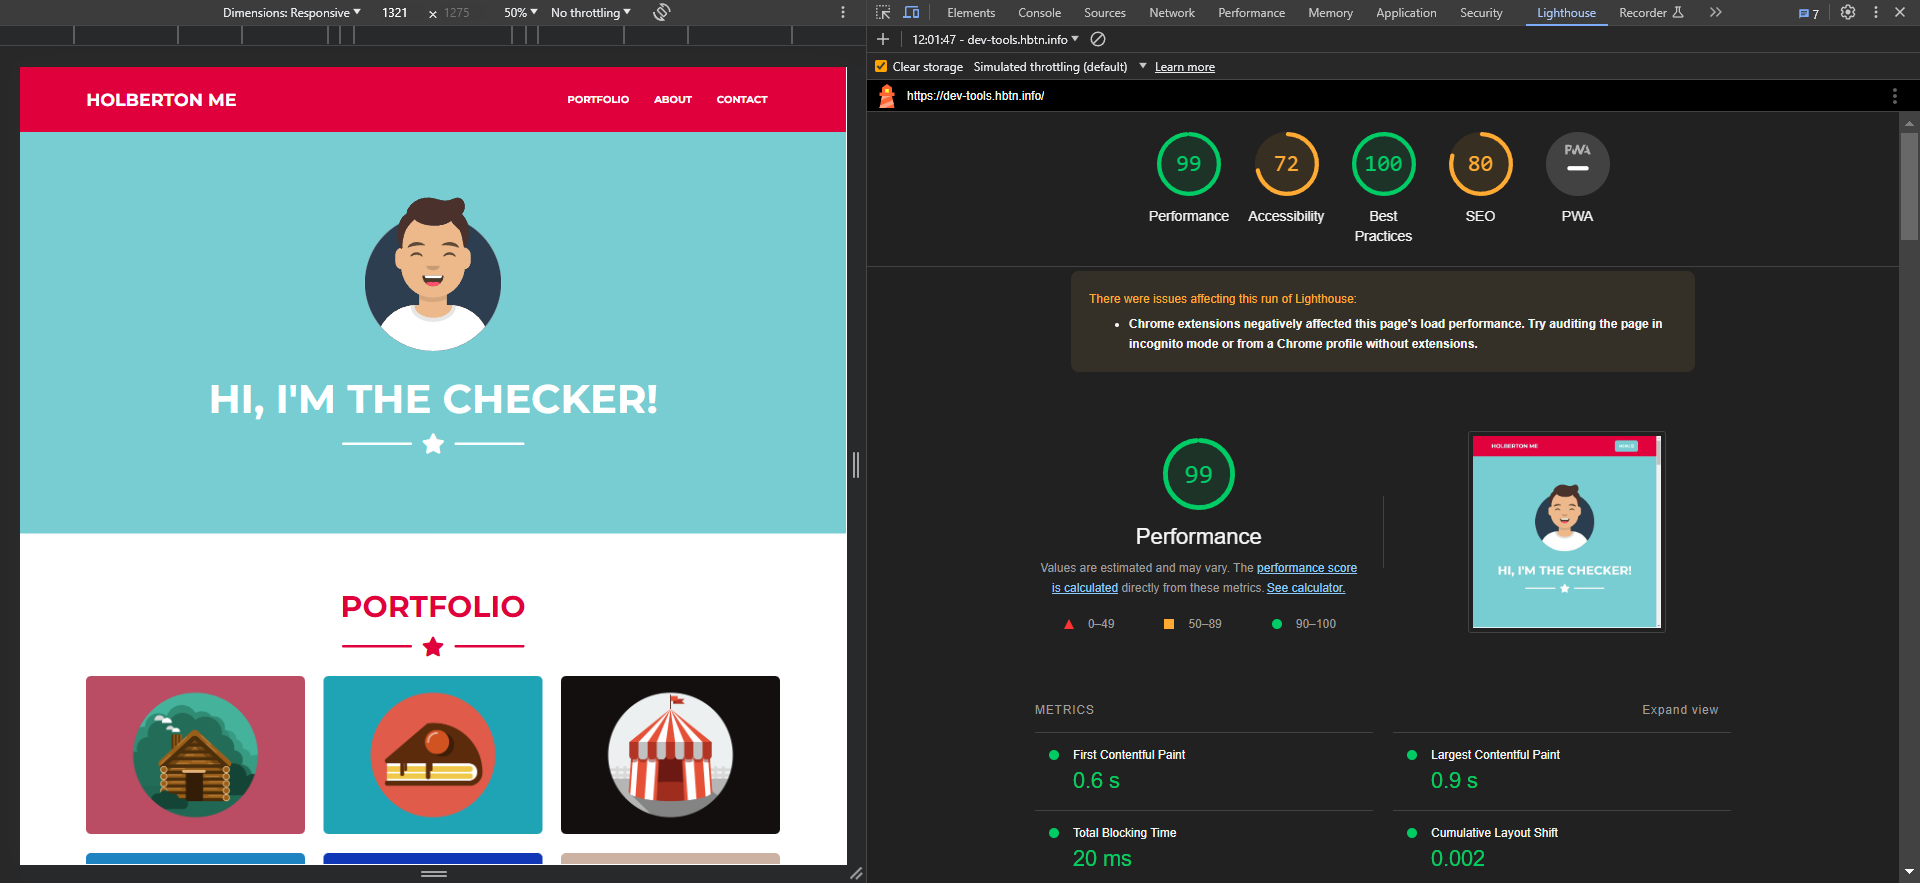 Dimensions: Responsive 1321 × 1275 50% No throttling
HOLBERTON ME PORTFOLIO ABOUT CONTACT
HI, I'M THE CHECKER!
PORTFOLIO
Elements Console Sources Network Performance Memory Application Security Lighthouse Recorder 7
12:01:47 - dev-tools.hbtn.info
Clear storage Simulated throttling (default) Learn more
https://dev-tools.hbtn.info/
99 72 100 80 PWA
Performance Accessibility Best Practices SEO PWA
There were issues affecting this run of Lighthouse:
Chrome extensions negatively affected this page's load performance. Try auditing the page in
incognito mode or from a Chrome profile without extensions.
99
Performance
Values are estimated and may vary. The performance score
is calculated directly from these metrics. See calculator.
0–49 50–89 90–100
HOLBERTON ME
HI, I'M THE CHECKER!
METRICS Expand view
First Contentful Paint
0.6 s
Largest Contentful Paint
0.9 s
Total Blocking Time
20 ms
Cumulative Layout Shift
0.002